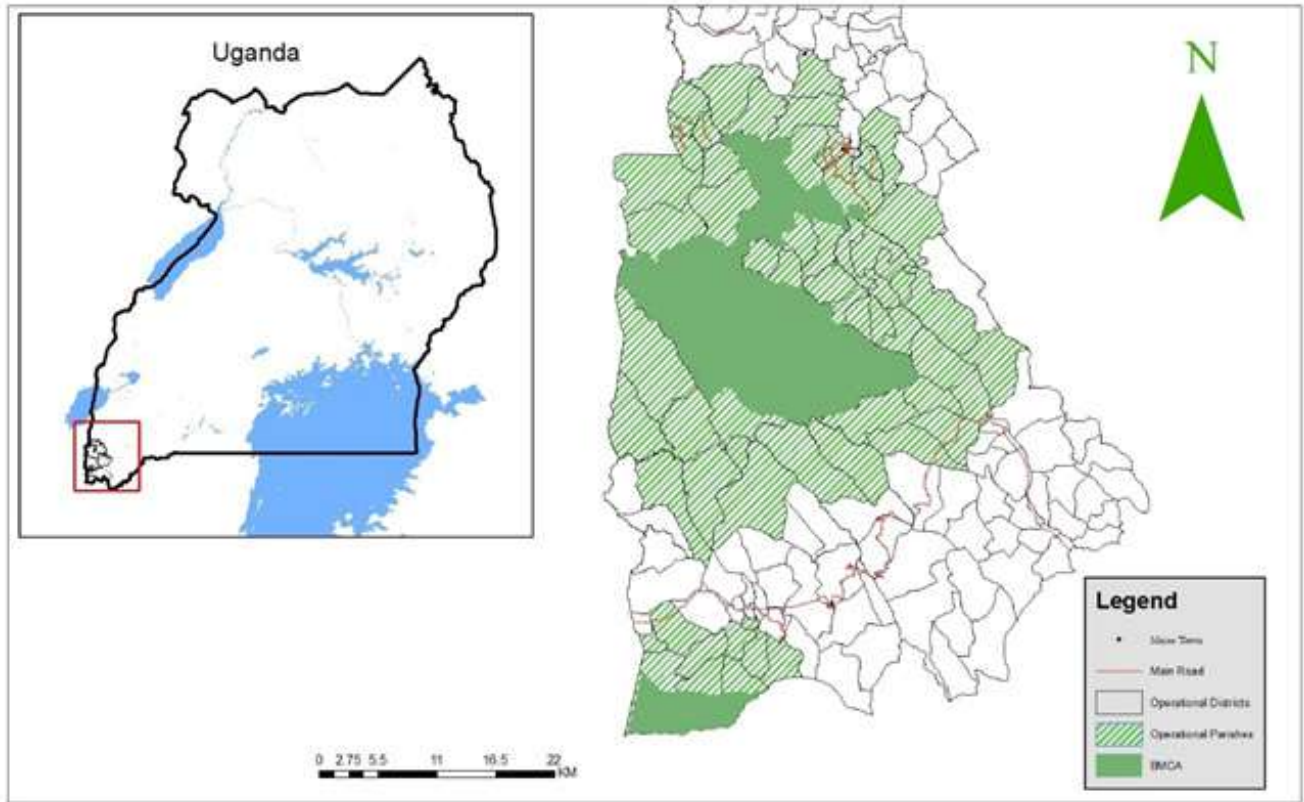 Uganda
N
Legend
Main Road
Operational Districts
Operational Parishes
BMCA
0 2.75 5.5 11 16.5 22
KM